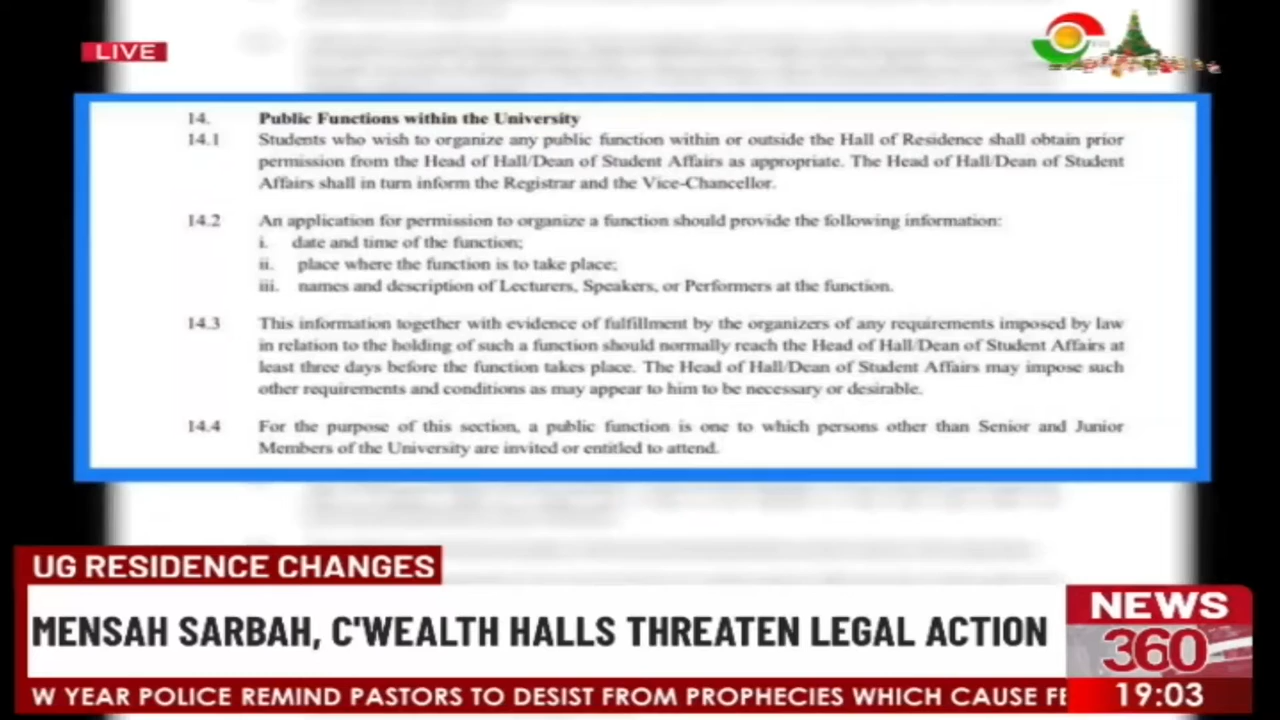 LIVE
14. Public Functions within the University
14.1 Students who wish to organize any public function within or outside the Hall of Residence shall obtain prior
permission from the Head of Hall/Dean of Student Affairs as appropriate. The Head of Hall/Dean of Student
Affairs shall in turn inform the Registrar and the Vice-Chancellor.
14.2 An application for permission to organize a function should provide the following information:
i. date and time of the function;
ii. place where the function is to take place;
iii. names and description of Lecturers, Speakers, or Performers at the function.
14.3 This information together with evidence of fulfillment by the organizers of any requirements imposed by law
in relation to the holding of such a function should normally reach the Head of Hall/Dean of Student Affairs at
least three days before the function takes place. The Head of Hall/Dean of Student Affairs may impose such
other requirements and conditions as may appear to him to be necessary or desirable.
14.4 For the purpose of this section, a public function is one to which persons other than Senior and Junior
Members of the University are invited or entitled to attend.
UG RESIDENCE CHANGES
MENSAH SARBAH, C'WEALTH HALLS THREATEN LEGAL ACTION
NEWS
360
W YEAR POLICE REMIND PASTORS TO DESIST FROM PROPHECIES WHICH CAUSE FE
19:03